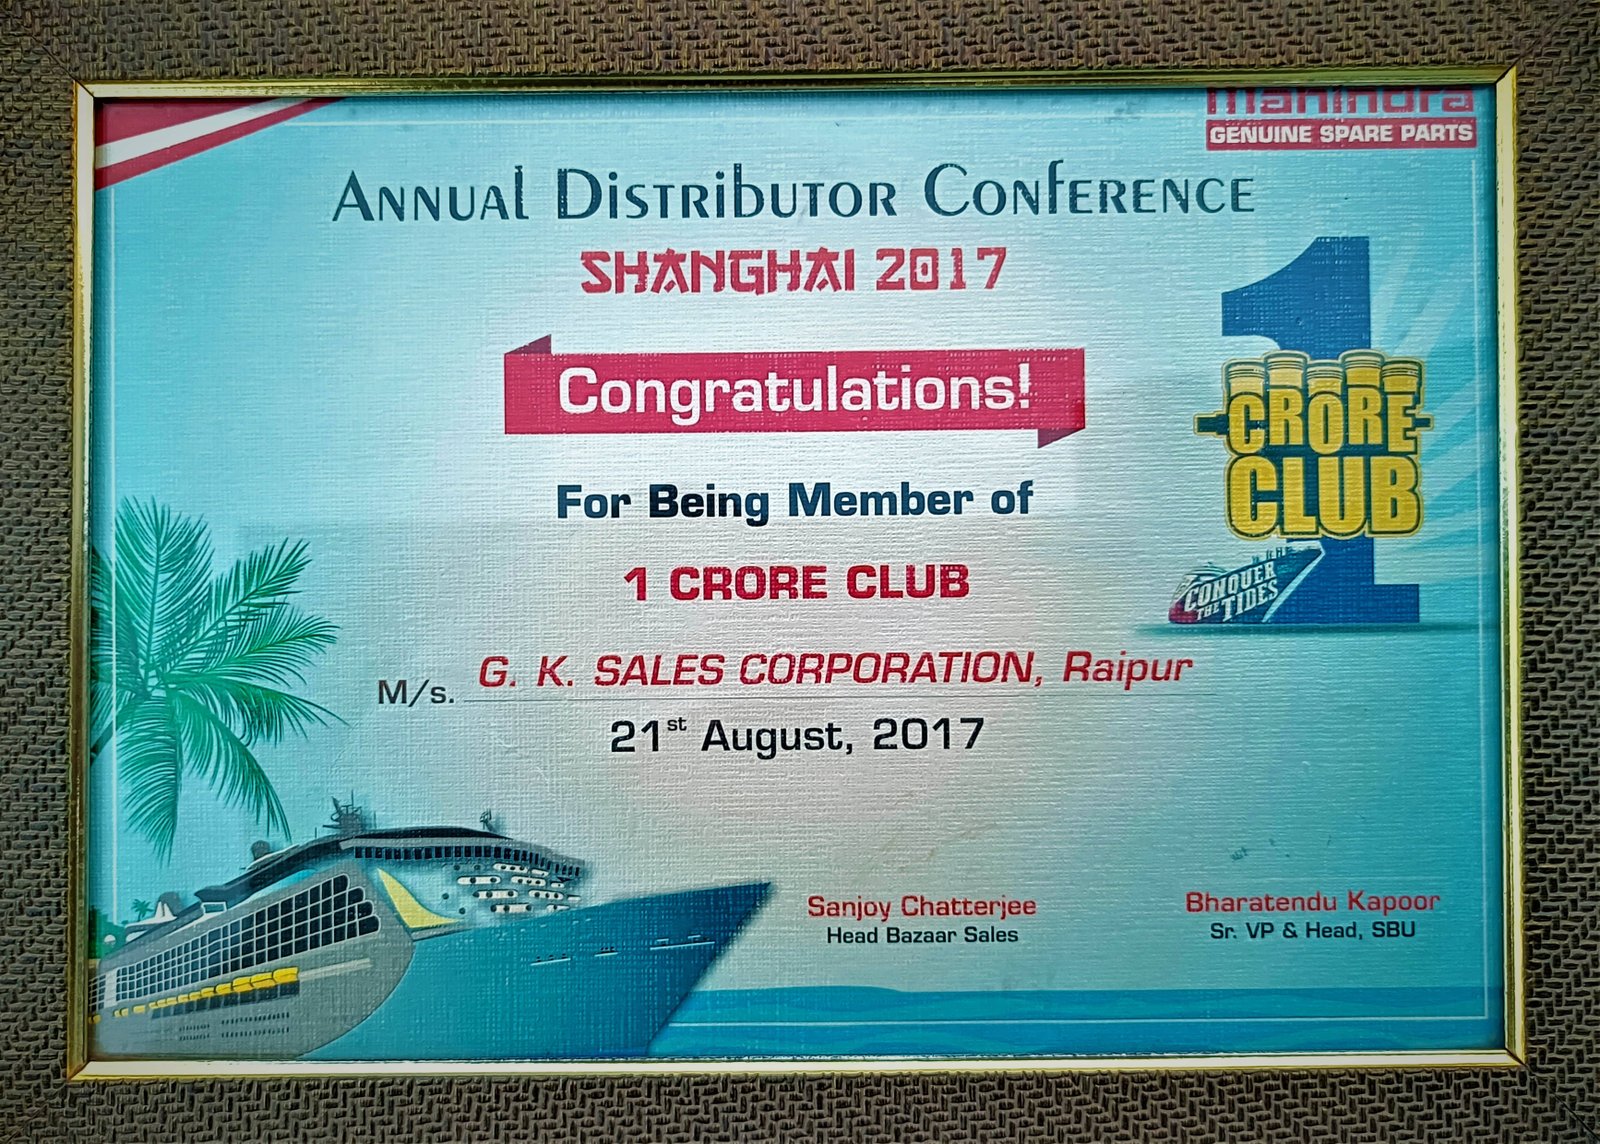 mahindra
GENUINE SPARE PARTS
Annual Distributor Conference
SHANGHAI 2017
Congratulations!
For Being Member of
1 CRORE CLUB
M/s. G. K. SALES CORPORATION, Raipur
21st August, 2017
1
CRORE
CLUB
CONQUER
THE TIDES
Sanjoy Chatterjee
Head Bazaar Sales
Bharatendu Kapoor
Sr. VP & Head, SBU